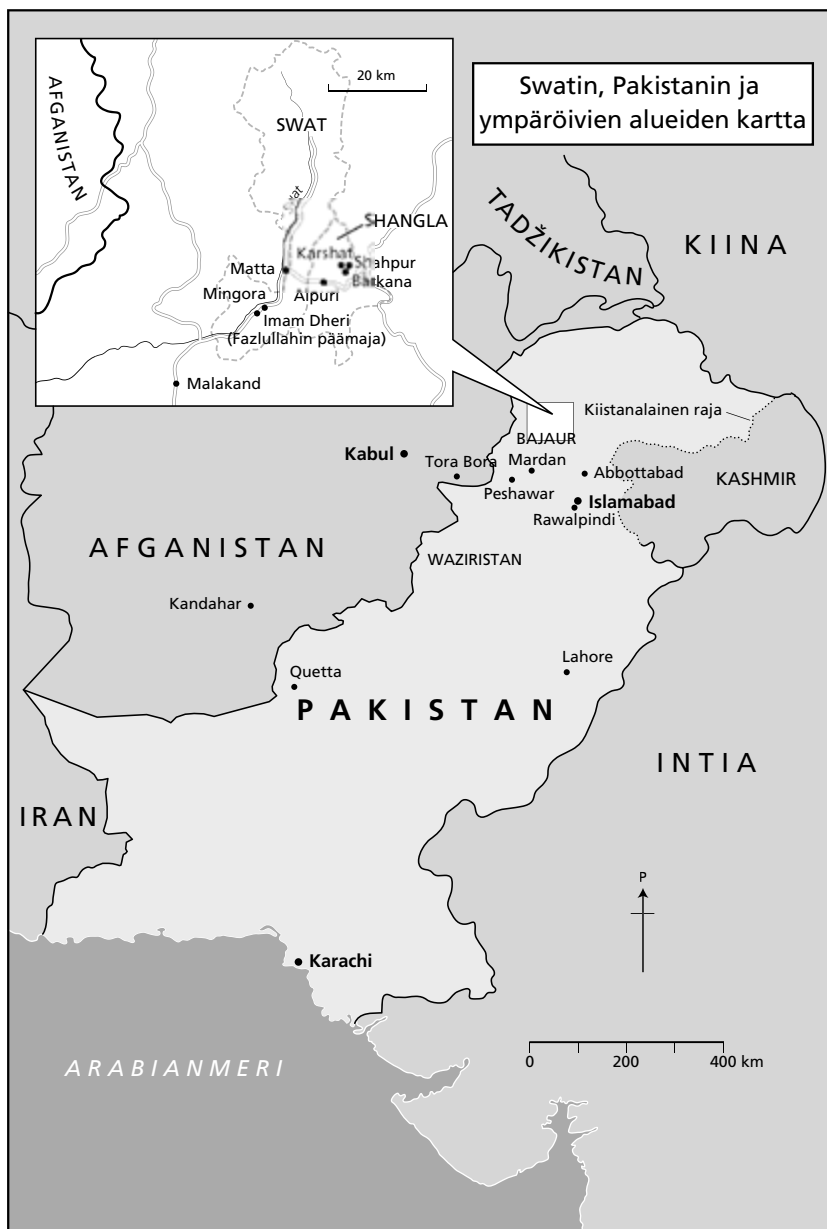 Swatin, Pakistanin ja
ympäröivien alueiden kartta
AFGANISTAN
20 km
SWAT
SHANGLA
Karshat
Shahpur
Matta
Barkana
Mingora
Alpuri
Imam Dheri
(Fazlullahin päämaja)
Malakand
TADŽIKISTAN
KIINA
Kiistanalainen raja
BAJAUR
Kabul
Tora Bora
Mardan
Abbottabad
KASHMIR
Peshawar
Islamabad
Rawalpindi
AFGANISTAN
WAZIRISTAN
Kandahar
Lahore
Quetta
PAKISTAN
INTIA
IRAN
P
Karachi
ARABIANMERI
0 200 400 km